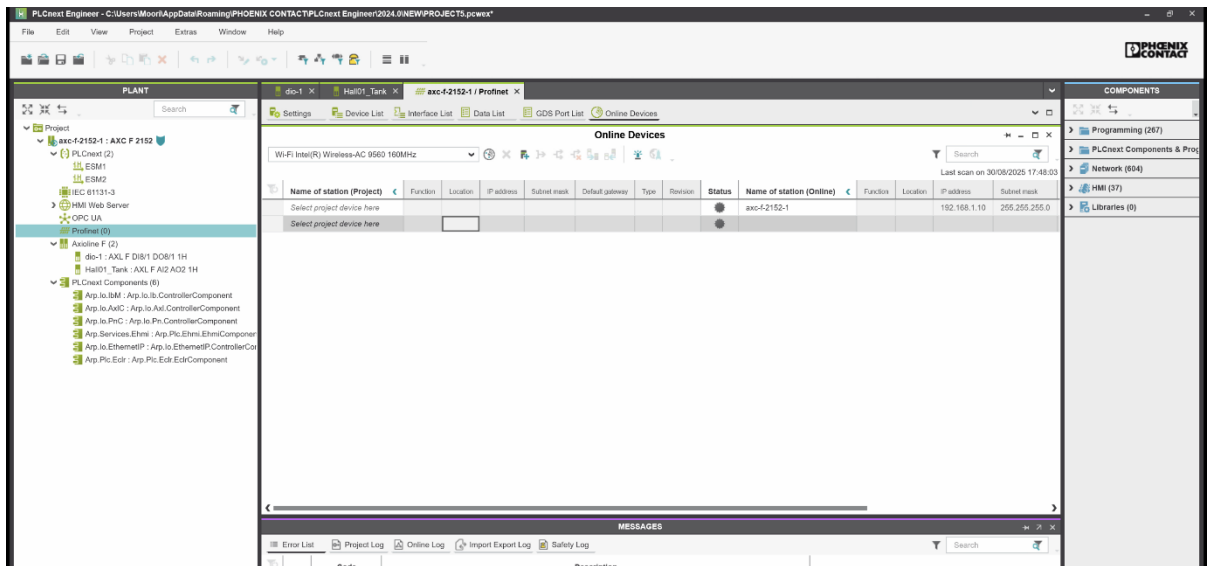 PLCnext Engineer - C:\Users\Moorl\AppData\Roaming\PHOENIX CONTACT\PLCnext Engineer\2024.0\NEW\PROJECT5.pcwex*
File Edit View Project Extras Window Help
PHŒNIX
CONTACT
PLANT
Search
Project
axc-f-2152-1 : AXC F 2152
PLCnext (2)
ESM1
ESM2
IEC 61131-3
HMI Web Server
OPC UA
Profinet (0)
Axioline F (2)
dio-1 : AXL F DI8/1 DO8/1 1H
Hall01_Tank : AXL F AI2 AO2 1H
PLCnext Components (6)
Arp.Io.IbM : Arp.Io.Ib.ControllerComponent
Arp.Io.AxlC : Arp.Io.Axl.ControllerComponent
Arp.Io.PnC : Arp.Io.Pn.ControllerComponent
Arp.Services.Ehmi : Arp.Plc.Ehmi.EhmiComponen
Arp.Io.EthernetIP : Arp.Io.EthernetIP.ControllerCor
Arp.Plc.Eclr : Arp.Plc.Eclr.EclrComponent
dio-1 Hall01_Tank axc-f-2152-1 / Profinet
Settings Device List Interface List Data List GDS Port List Online Devices
Online Devices
Wi-Fi Intel(R) Wireless-AC 9560 160MHz
Search
Last scan on 30/08/2025 17:48:03
Name of station (Project) Function Location IP address Subnet mask Default gateway Type Revision Status Name of station (Online) Function Location IP address Subnet mask
Select project device here axc-f-2152-1 192.168.1.10 255.255.255.0
Select project device here
MESSAGES
Error List Project Log Online Log Import Export Log Safety Log
Search
Code Description
COMPONENTS
Programming (267)
PLCnext Components & Prog
Network (604)
HMI (37)
Libraries (0)